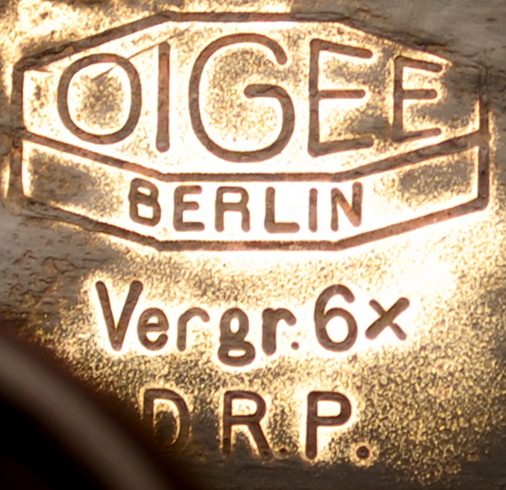 OIGEE
BERLIN
Vergr. 6x
D.R.P.